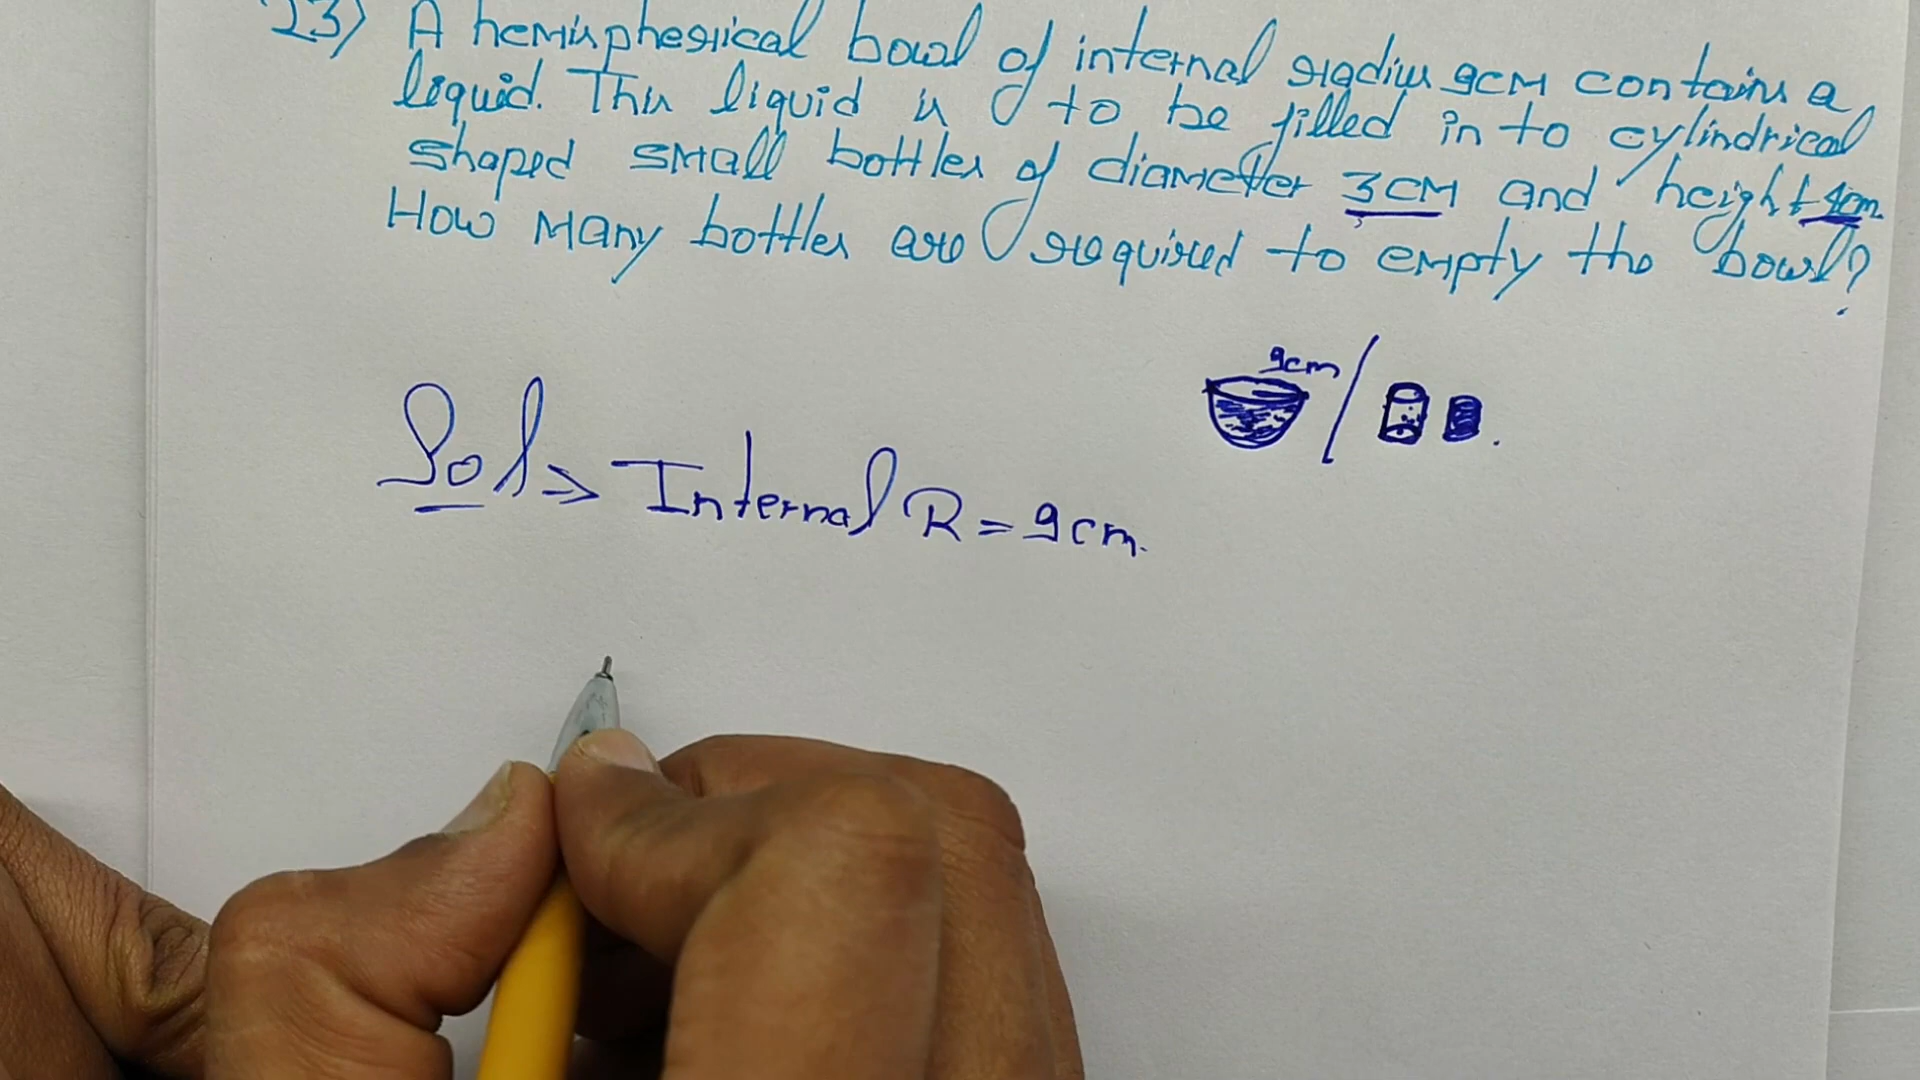 23) A hemispherical bowl of internal radius 9cm contains a
liquid. This liquid is to be filled in to cylindrical
shaped small bottles of diameter 3cm and height 4cm
How many bottles are required to empty the bowl?
9cm
Sol => Internal R = 9cm.